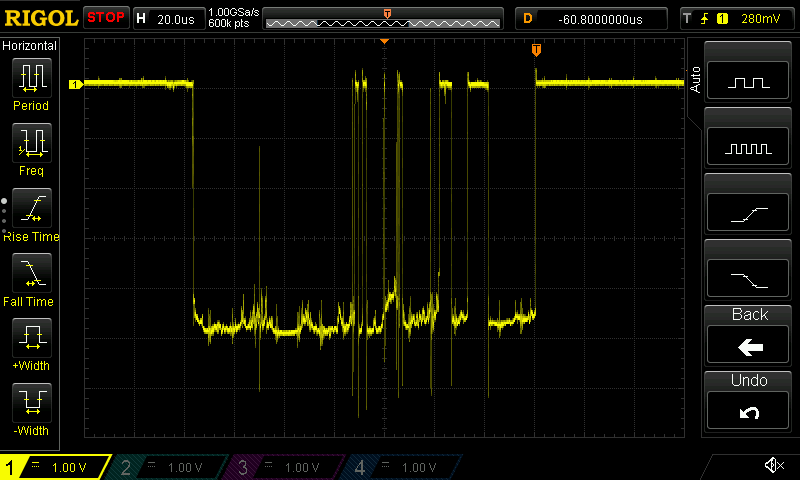 RIGOL STOP H 20.0us 1.00GSa/s
600k pts
T
D -60.8000000us T 1 280mV
Horizontal
Period
Freq
Rise Time
Fall Time
+Width
-Width
1
T
Auto
Back
Undo
1 = 1.00 V 2 = 1.00 V 3 = 1.00 V 4 = 1.00 V